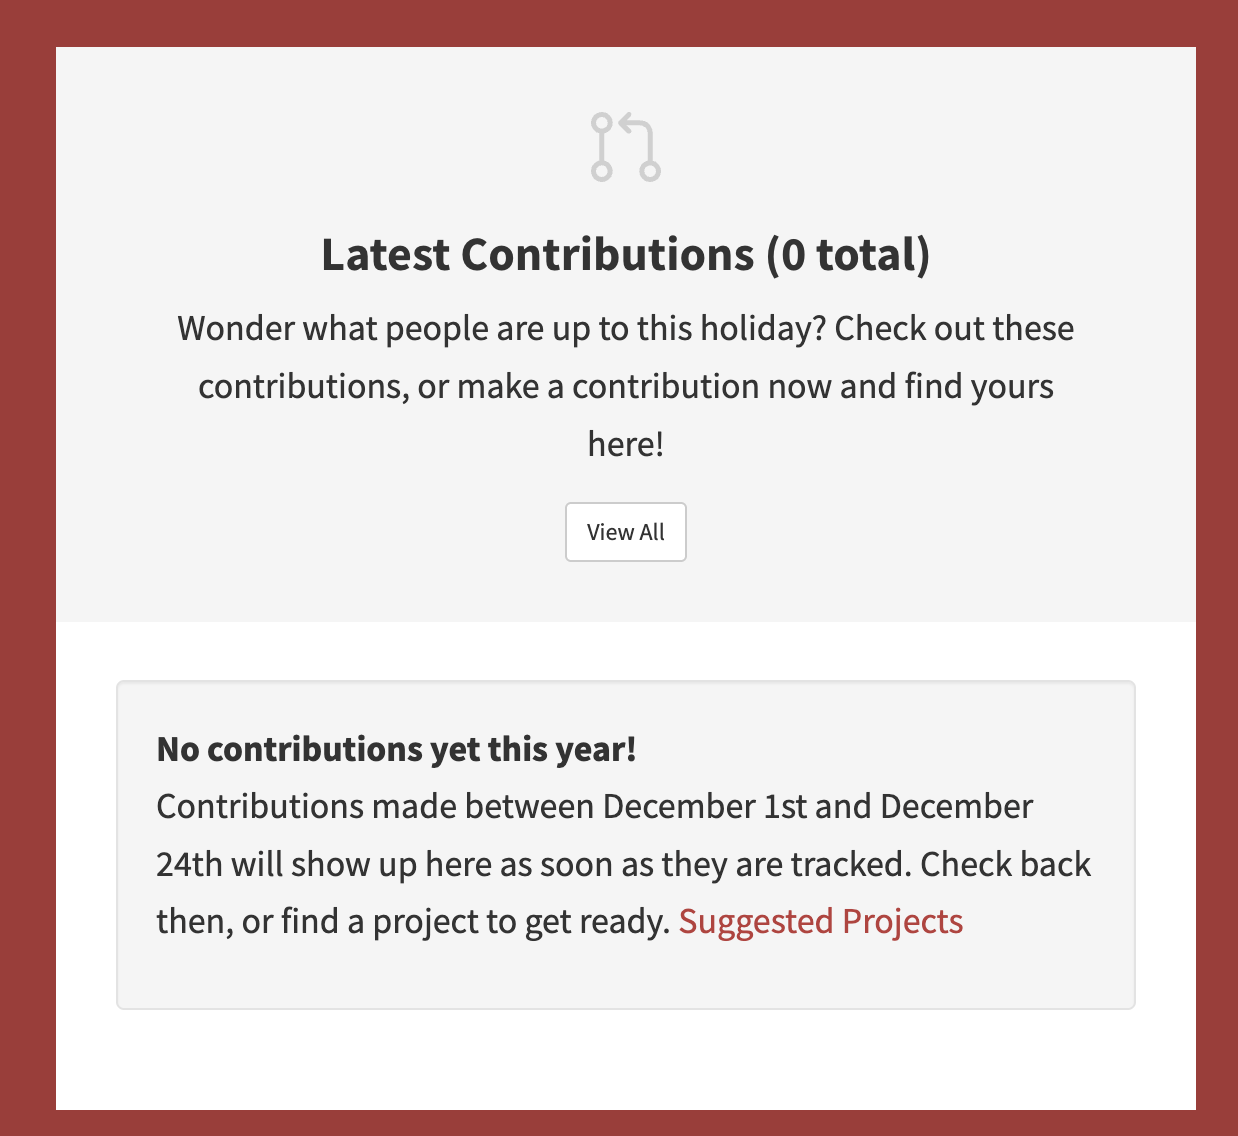 Latest Contributions (0 total)
Wonder what people are up to this holiday? Check out these
contributions, or make a contribution now and find yours
here!
View All
No contributions yet this year!
Contributions made between December 1st and December
24th will show up here as soon as they are tracked. Check back
then, or find a project to get ready. Suggested Projects